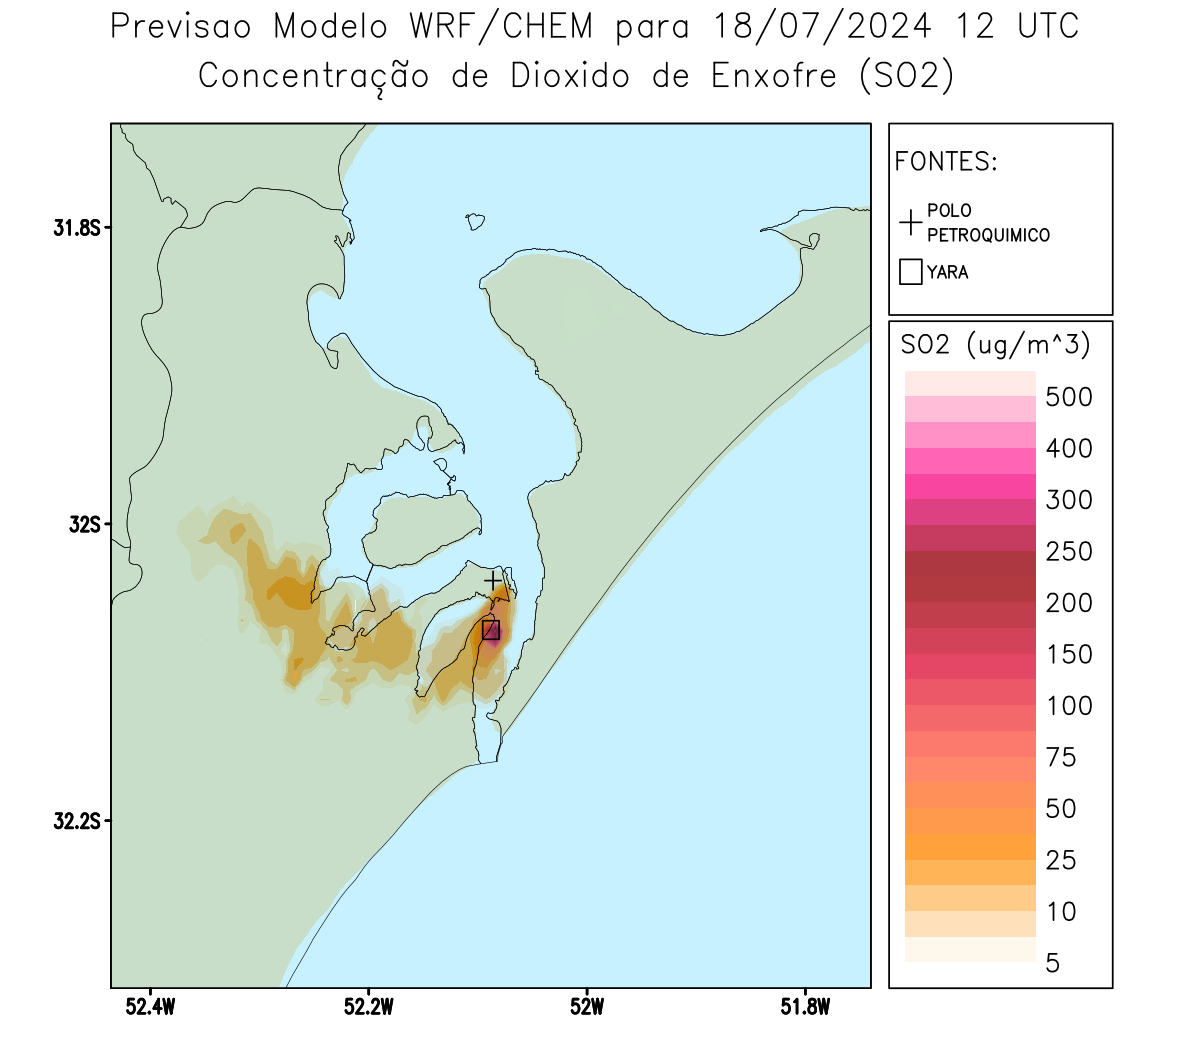 Previsao Modelo WRF/CHEM para 18/07/2024 12 UTC
Concentração de Dioxido de Enxofre (SO2)
FONTES:
POLO
PETROQUIMICO
YARA
SO2 (ug/m^3)
500
400
300
250
200
150
100
75
50
25
10
5
31.8S
32S
32.2S
52.4W
52.2W
52W
51.8W